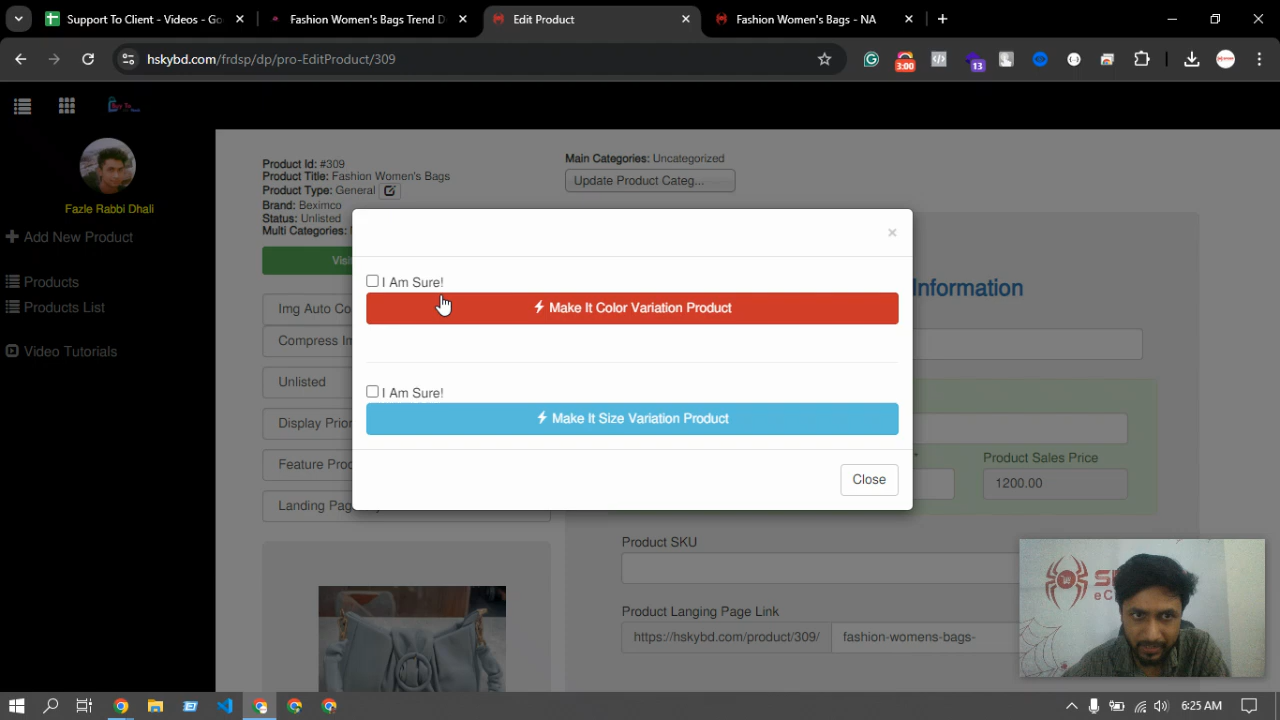 Support To Client - Videos - Go
Fashion Women's Bags Trend D
Edit Product
Fashion Women's Bags - NA
hskybd.com/frdsp/dp/pro-EditProduct/309
3:00
13
Product Id: #309
Product Title: Fashion Women's Bags
Product Type: General
Brand: Beximco
Status: Unlisted
Multi Categories:
Main Categories: Uncategorized
Update Product Categ...
Fazle Rabbi Dhali
Add New Product
Products
Products List
Video Tutorials
Img Auto Co
Compress Im
Unlisted
Display Prior
Feature Prod
Landing Pag
×
I Am Sure!
Make It Color Variation Product
I Am Sure!
Make It Size Variation Product
Close
Information
Product Sales Price
1200.00
Product SKU
Product Langing Page Link
https://hskybd.com/product/309/
fashion-womens-bags-
6:25 AM